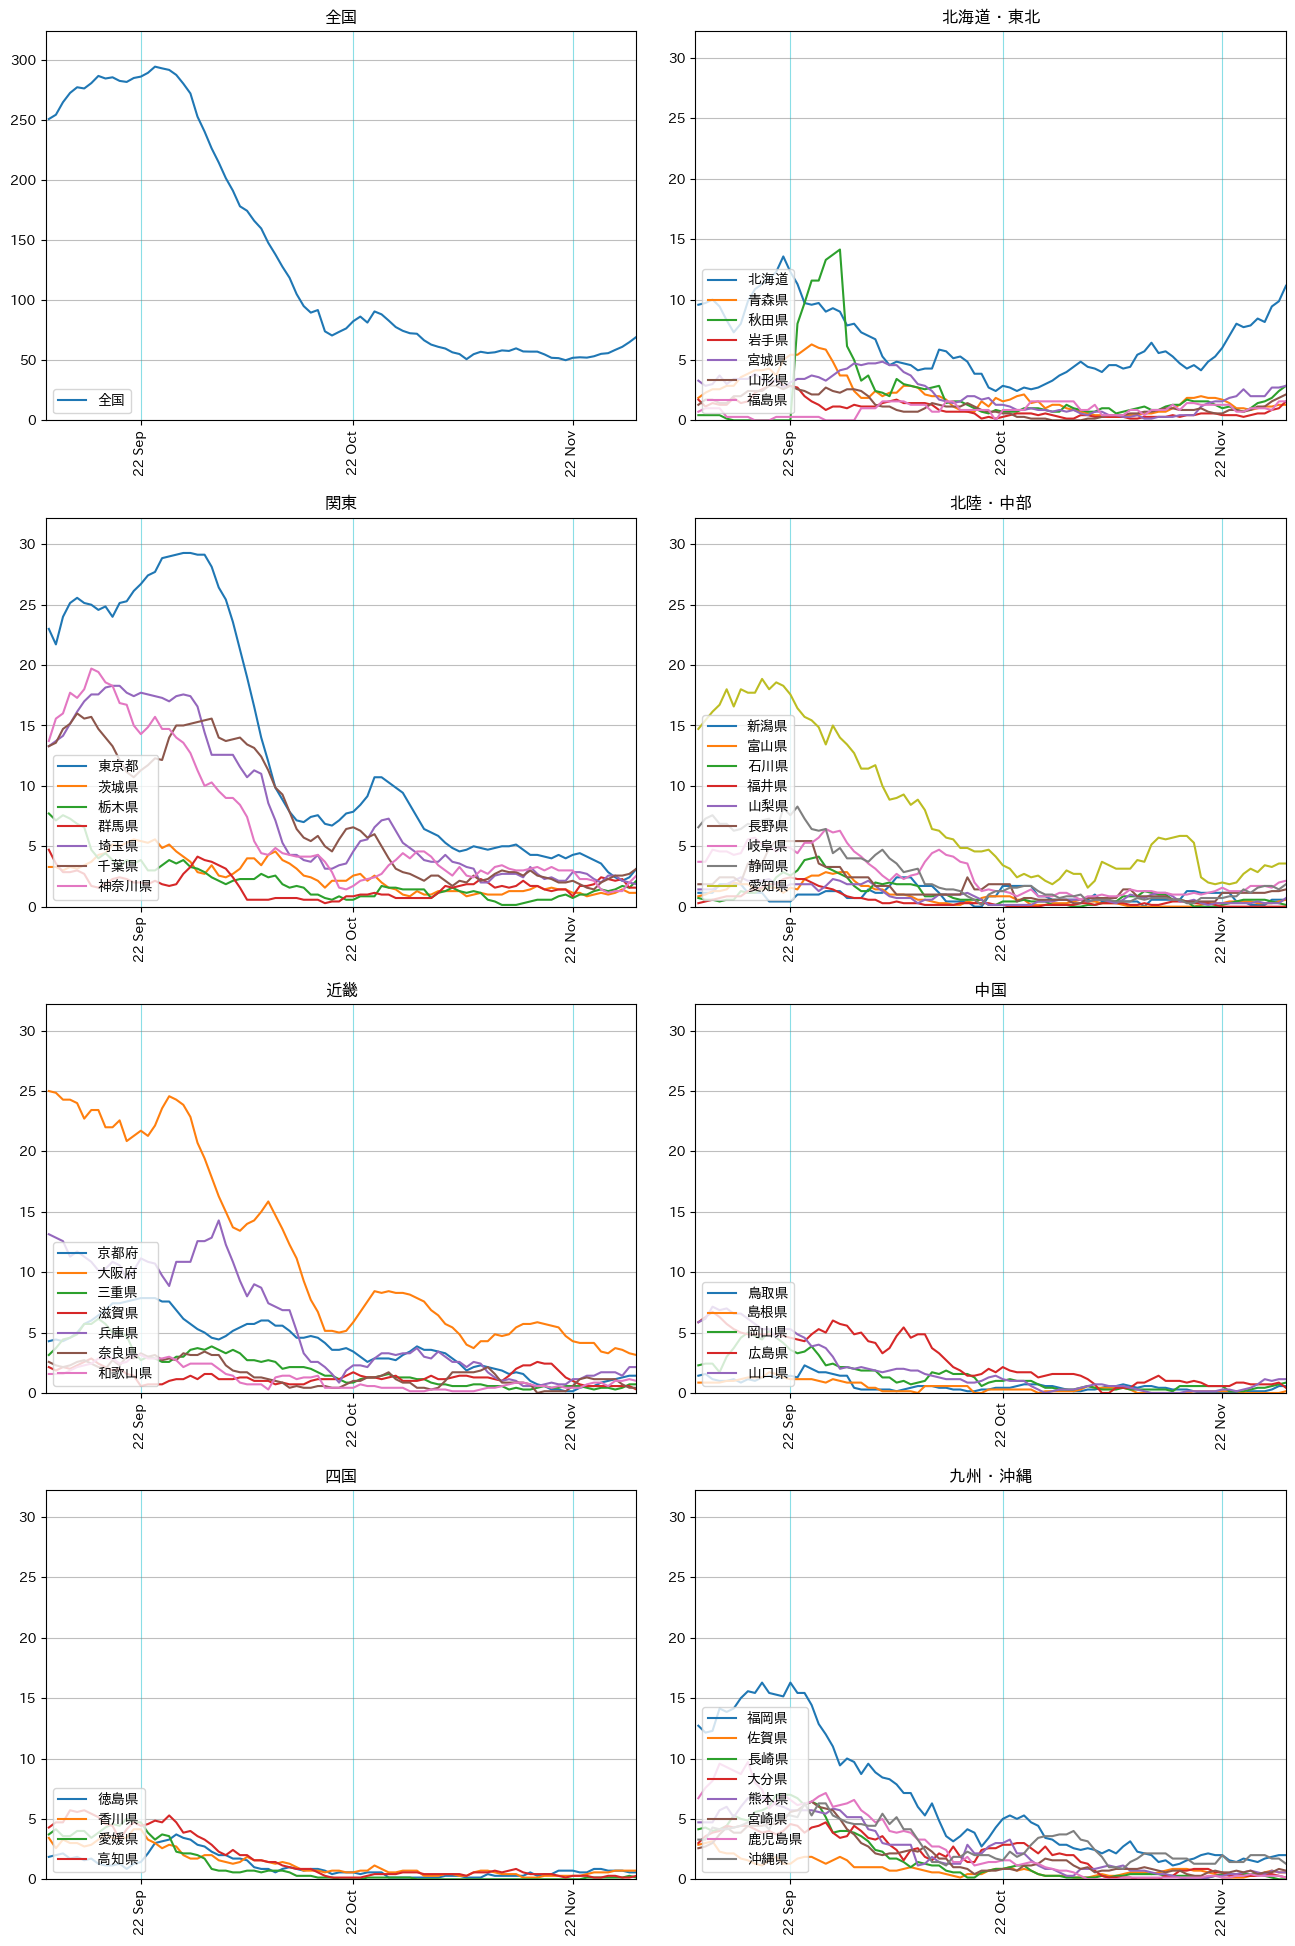 全国
300
250
200
150
100
50
0
全国
22 Sep
22 Oct
22 Nov
北海道・東北
30
25
20
15
10
5
0
北海道
青森県
秋田県
岩手県
宮城県
山形県
福島県
22 Sep
22 Oct
22 Nov
関東
30
25
20
15
10
5
0
東京都
茨城県
栃木県
群馬県
埼玉県
千葉県
神奈川県
22 Sep
22 Oct
22 Nov
北陸・中部
30
25
20
15
10
5
0
新潟県
富山県
石川県
福井県
山梨県
長野県
岐阜県
静岡県
愛知県
22 Sep
22 Oct
22 Nov
近畿
30
25
20
15
10
5
0
京都府
大阪府
三重県
滋賀県
兵庫県
奈良県
和歌山県
22 Sep
22 Oct
22 Nov
中国
30
25
20
15
10
5
0
鳥取県
島根県
岡山県
広島県
山口県
22 Sep
22 Oct
22 Nov
四国
30
25
20
15
10
5
0
徳島県
香川県
愛媛県
高知県
22 Sep
22 Oct
22 Nov
九州・沖縄
30
25
20
15
10
5
0
福岡県
佐賀県
長崎県
大分県
熊本県
宮崎県
鹿児島県
沖縄県
22 Sep
22 Oct
22 Nov